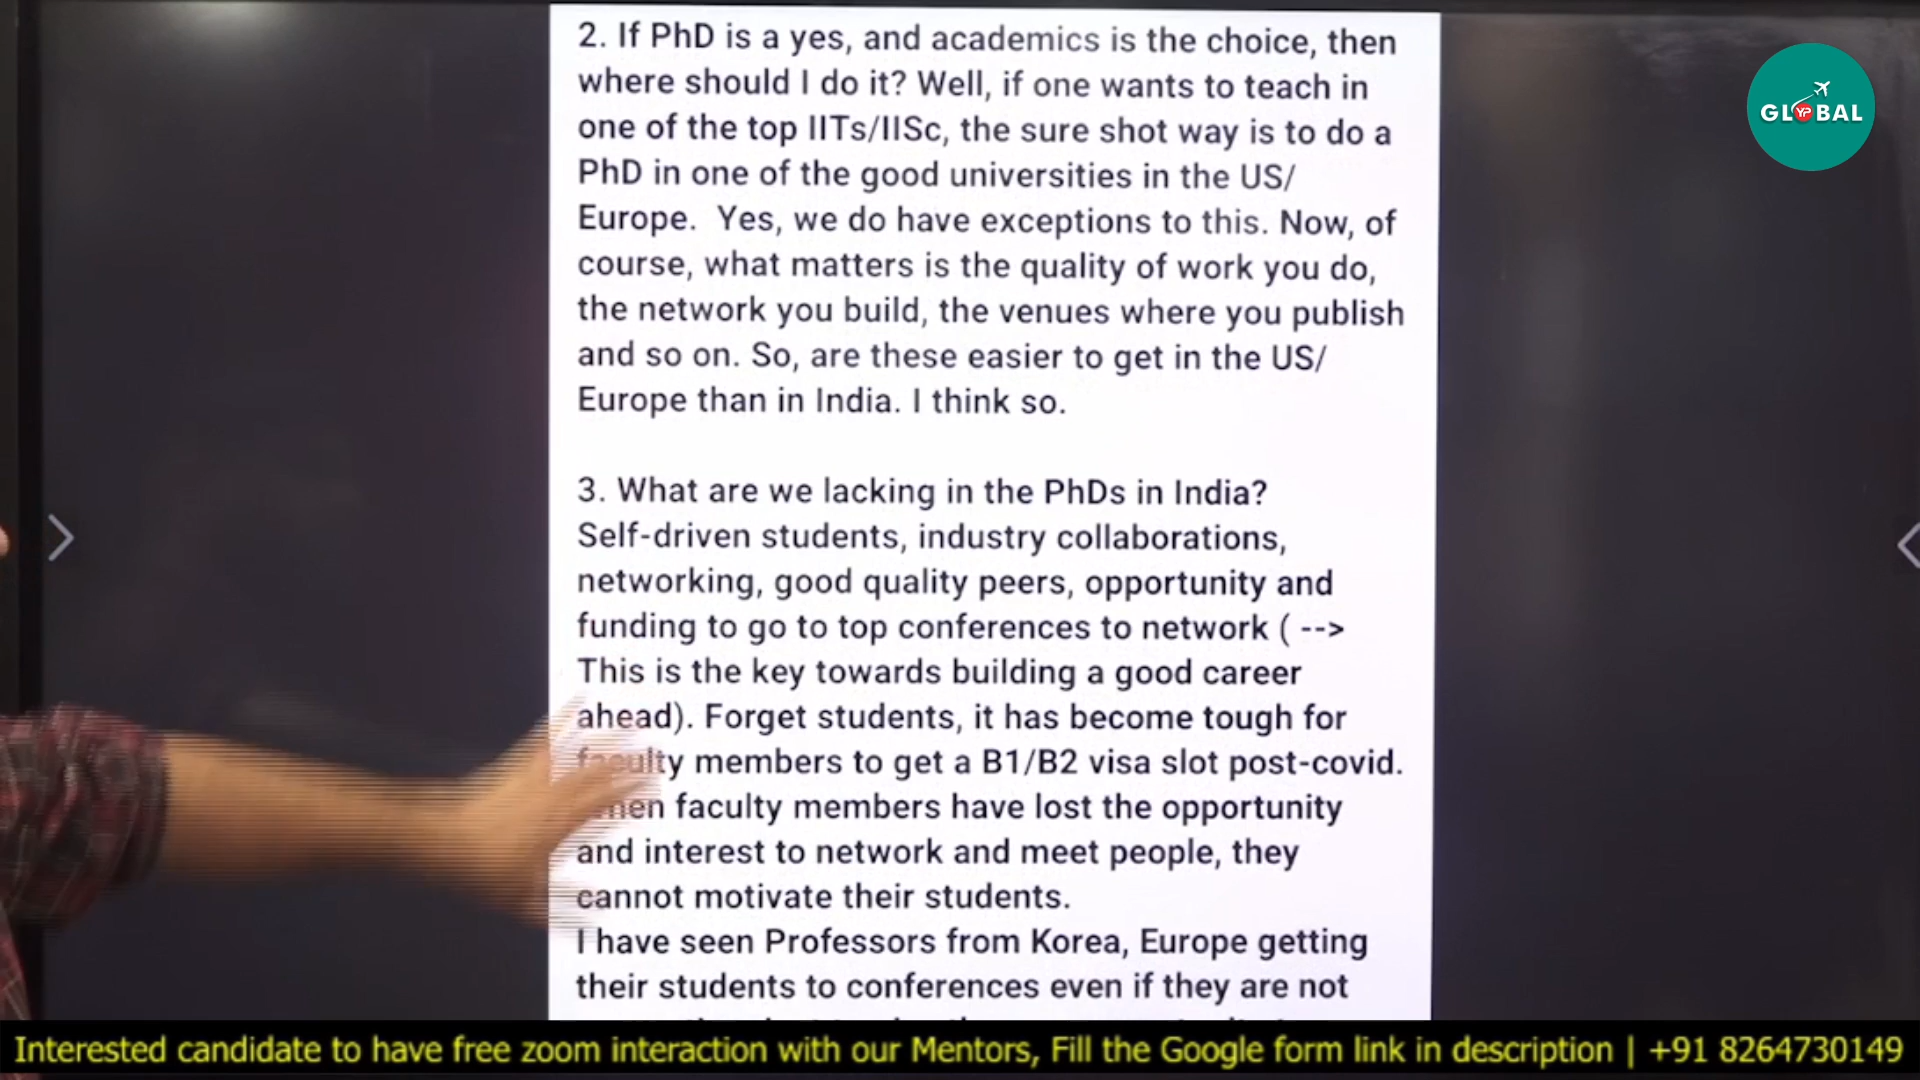 2. If PhD is a yes, and academics is the choice, then
where should I do it? Well, if one wants to teach in
one of the top IITs/IISc, the sure shot way is to do a
PhD in one of the good universities in the US/
Europe.  Yes, we do have exceptions to this. Now, of
course, what matters is the quality of work you do,
the network you build, the venues where you publish
and so on. So, are these easier to get in the US/
Europe than in India. I think so.
3. What are we lacking in the PhDs in India?
Self-driven students, industry collaborations,
networking, good quality peers, opportunity and
funding to go to top conferences to network ( -->
This is the key towards building a good career
ahead). Forget students, it has become tough for
faculty members to get a B1/B2 visa slot post-covid.
faculty members have lost the opportunity
and interest to network and meet people, they
cannot motivate their students.
I have seen Professors from Korea, Europe getting
their students to conferences even if they are not
GLOBAL
YP
Interested candidate to have free zoom interaction with our Mentors, Fill the Google form link in description | +91 8264730149